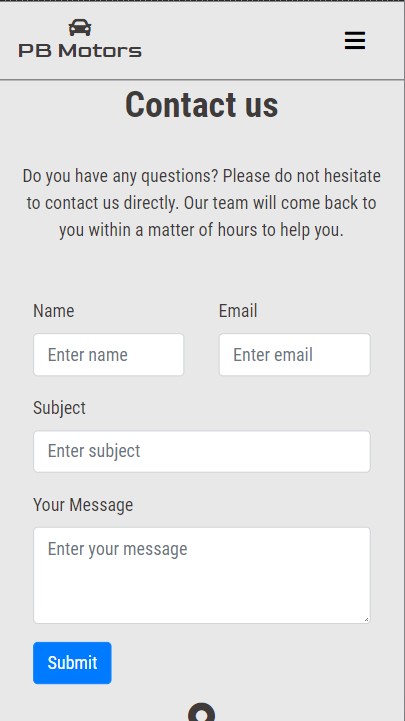 PB Motors
Contact us
Do you have any questions? Please do not hesitate
to contact us directly. Our team will come back to
you within a matter of hours to help you.
Name
Email
Enter name
Enter email
Subject
Enter subject
Your Message
Enter your message
Submit